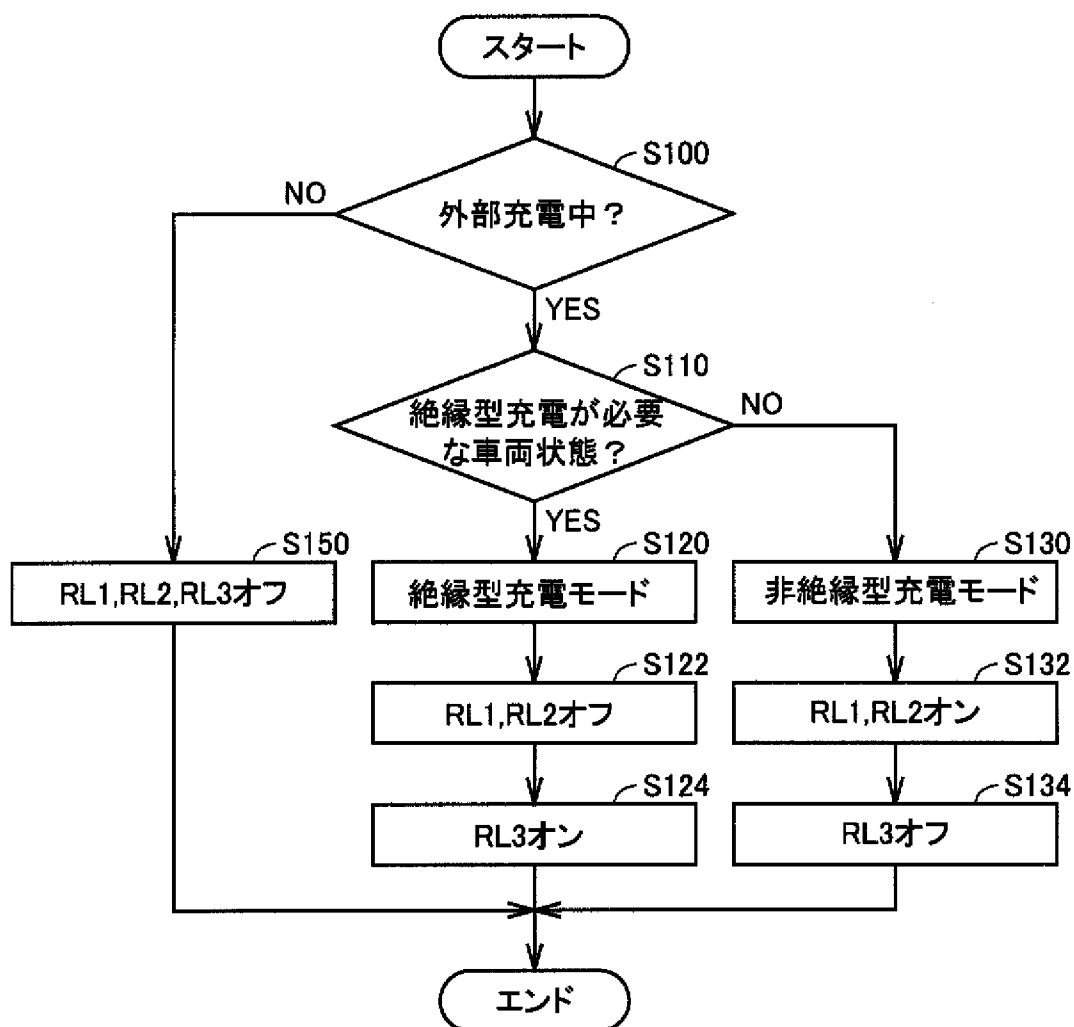 スタート
S100
NO
外部充電中？
YES
S110
絶縁型充電が必要
な車両状態？
NO
YES
S150
RL1,RL2,RL3オフ
S120
絶縁型充電モード
S130
非絶縁型充電モード
S122
RL1,RL2オフ
S132
RL1,RL2オン
S124
RL3オン
S134
RL3オフ
エンド